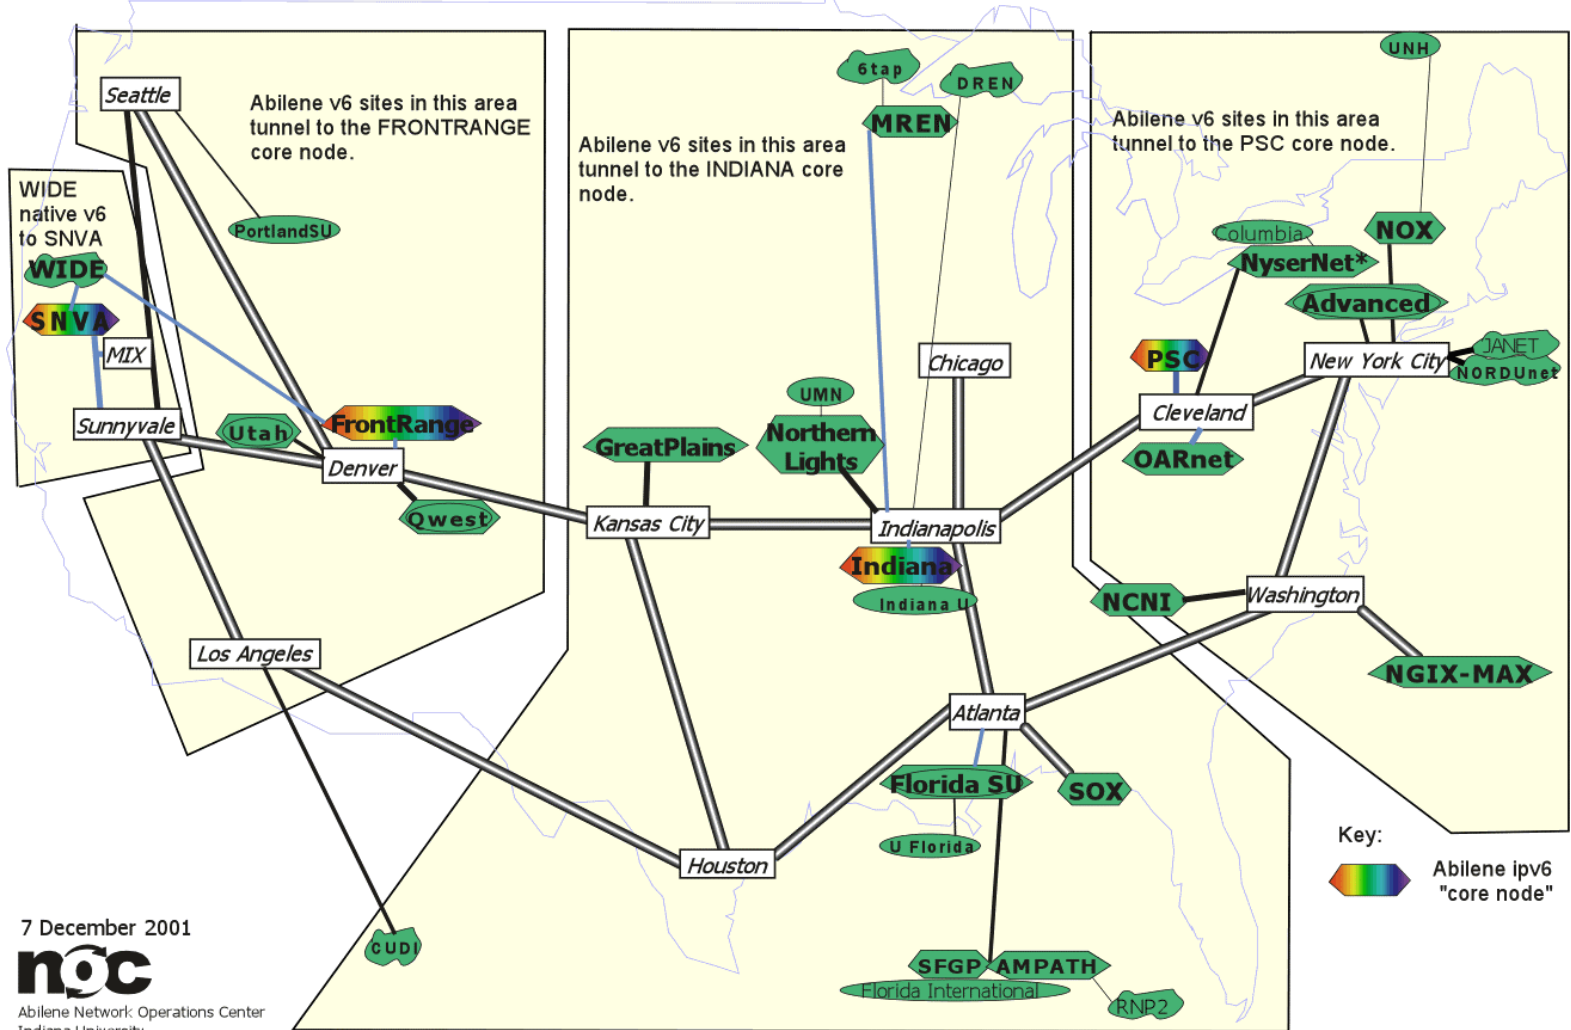 UNH
6tap
DREN
Seattle
Abilene v6 sites in this area
tunnel to the FRONTRANGE
core node.
MREN
Abilene v6 sites in this area
tunnel to the INDIANA core
node.
Abilene v6 sites in this area
tunnel to the PSC core node.
WIDE
native v6
to SNVA
WIDE
SNVA
MIX
Sunnyvale
PortlandSU
Utah
FrontRange
Denver
Qwest
Columbia
NyserNet*
NOX
Advanced
New York City
JANET
NORDUnet
PSC
Cleveland
OARnet
Chicago
UMN
Northern
Lights
GreatPlains
Kansas City
Indianapolis
Indiana
Indiana U
NCNI
Washington
NGIX-MAX
Los Angeles
Atlanta
Florida SU
SOX
U Florida
Houston
Key:
Abilene ipv6
"core node"
CUDI
SFGP
AMPATH
Florida International
RNP2
7 December 2001
noc
Abilene Network Operations Center
Indiana University